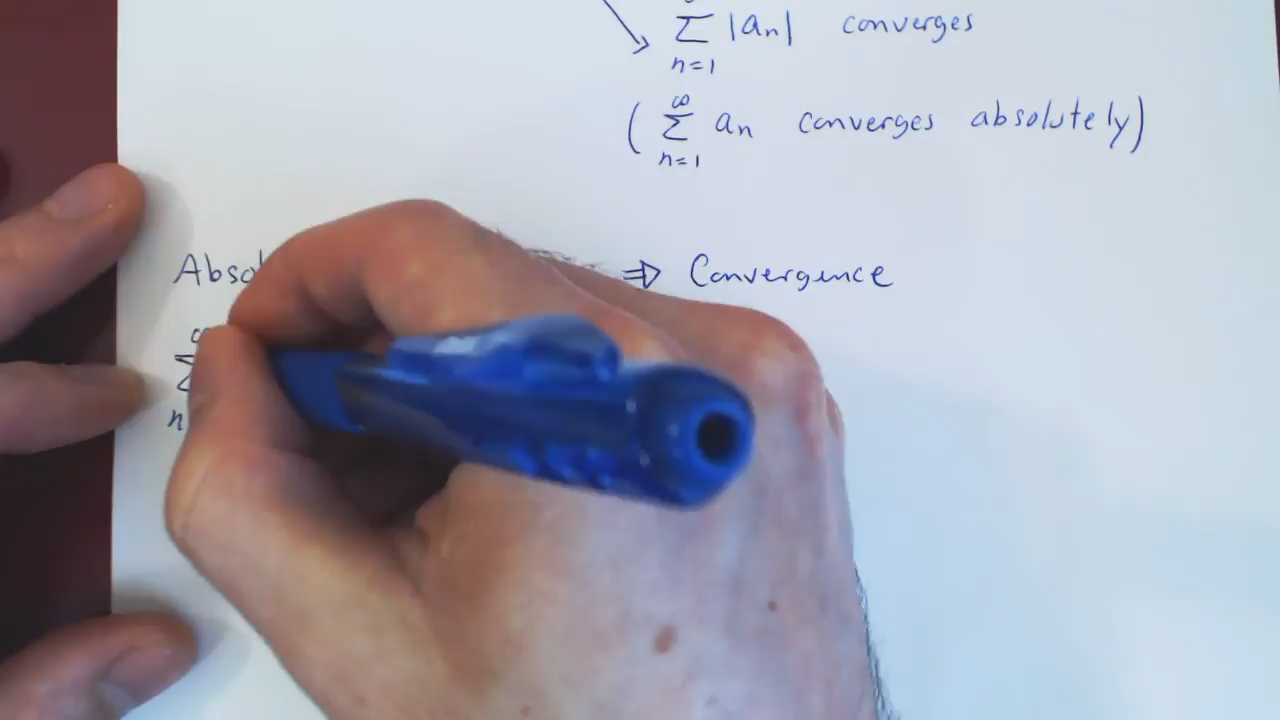 ∑ |an| converges
n=1
( ∞ ∑ n=1 an converges absolutely)
⇒ Convergence
∑
n